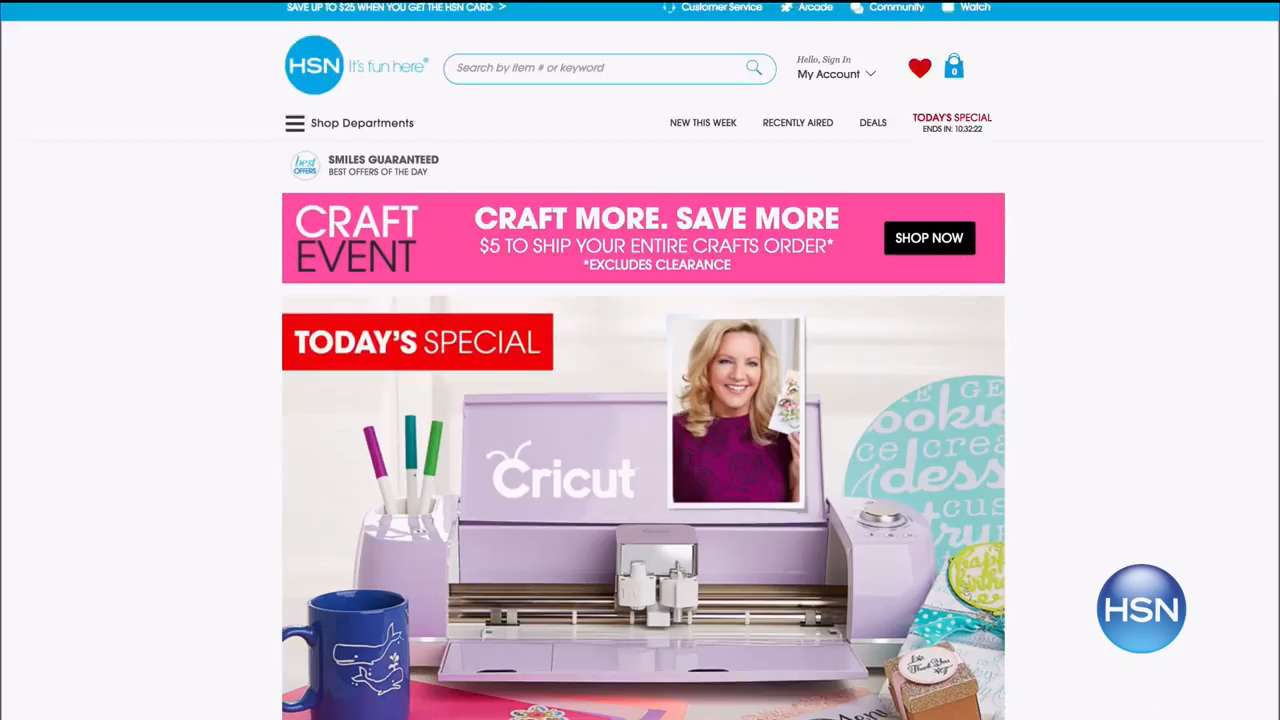 SAVE UP TO $25 WHEN YOU GET THE HSN CARD >
Customer Service
Arcade
Community
Watch
HSN It's fun here®
Search by item # or keyword
Hello, Sign In
My Account
0
Shop Departments
NEW THIS WEEK
RECENTLY AIRED
DEALS
TODAY'S SPECIAL
ENDS IN: 10:32:22
best OFFERS
SMILES GUARANTEED
BEST OFFERS OF THE DAY
CRAFT EVENT
CRAFT MORE. SAVE MORE
$5 TO SHIP YOUR ENTIRE CRAFTS ORDER*
*EXCLUDES CLEARANCE
SHOP NOW
TODAY'S SPECIAL
Cricut
HSN